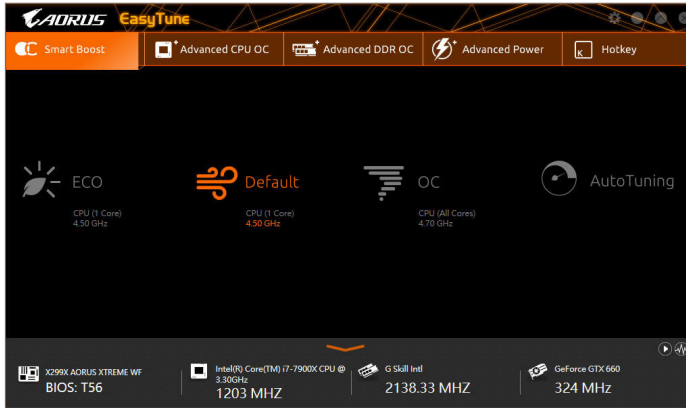 AORUS EasyTune
Smart Boost
Advanced CPU OC
Advanced DDR OC
Advanced Power
K
Hotkey
ECO
CPU (1 Core)
4.50 GHz
Default
CPU (1 Core)
4.50 GHz
OC
CPU (All Cores)
4.70 GHz
AutoTuning
X299X AORUS XTREME WF
BIOS: T56
Intel(R) Core(TM) i7-7900X CPU @
3.30GHz
1203 MHZ
G Skill Intl
2138.33 MHZ
GeForce GTX 660
324 MHz